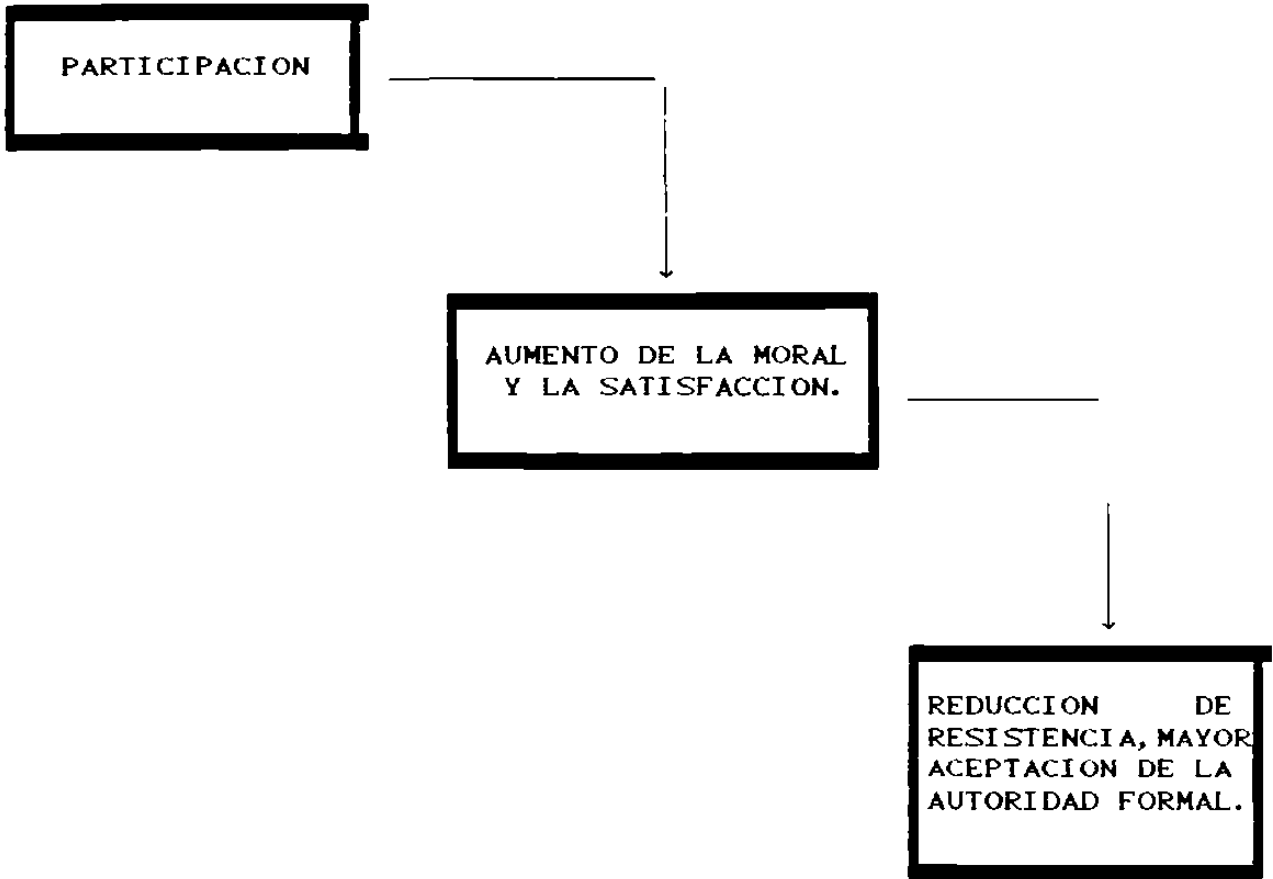 PARTICIPACION
AUMENTO DE LA MORAL
Y LA SATISFACCION.
REDUCCION DE
RESISTENCIA, MAYOR
ACEPTACION DE LA
AUTORIDAD FORMAL.